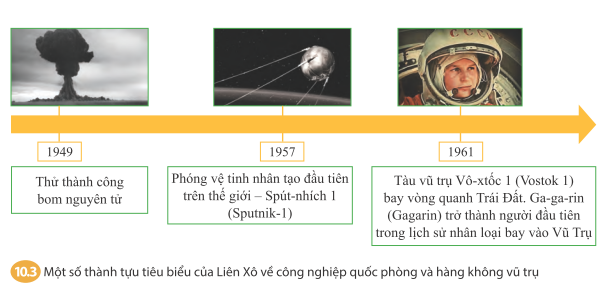 CCCP
1949
1957
1961
Thử thành công
bom nguyên tử
Phóng vệ tinh nhân tạo đầu tiên
trên thế giới – Spút-nhích 1
(Sputnik-1)
Tàu vũ trụ Vô-xtốc 1 (Vostok 1)
bay vòng quanh Trái Đất. Ga-ga-rin
(Gagarin) trở thành người đầu tiên
trong lịch sử nhân loại bay vào Vũ Trụ
10.3 Một số thành tựu tiêu biểu của Liên Xô về công nghiệp quốc phòng và hàng không vũ trụ